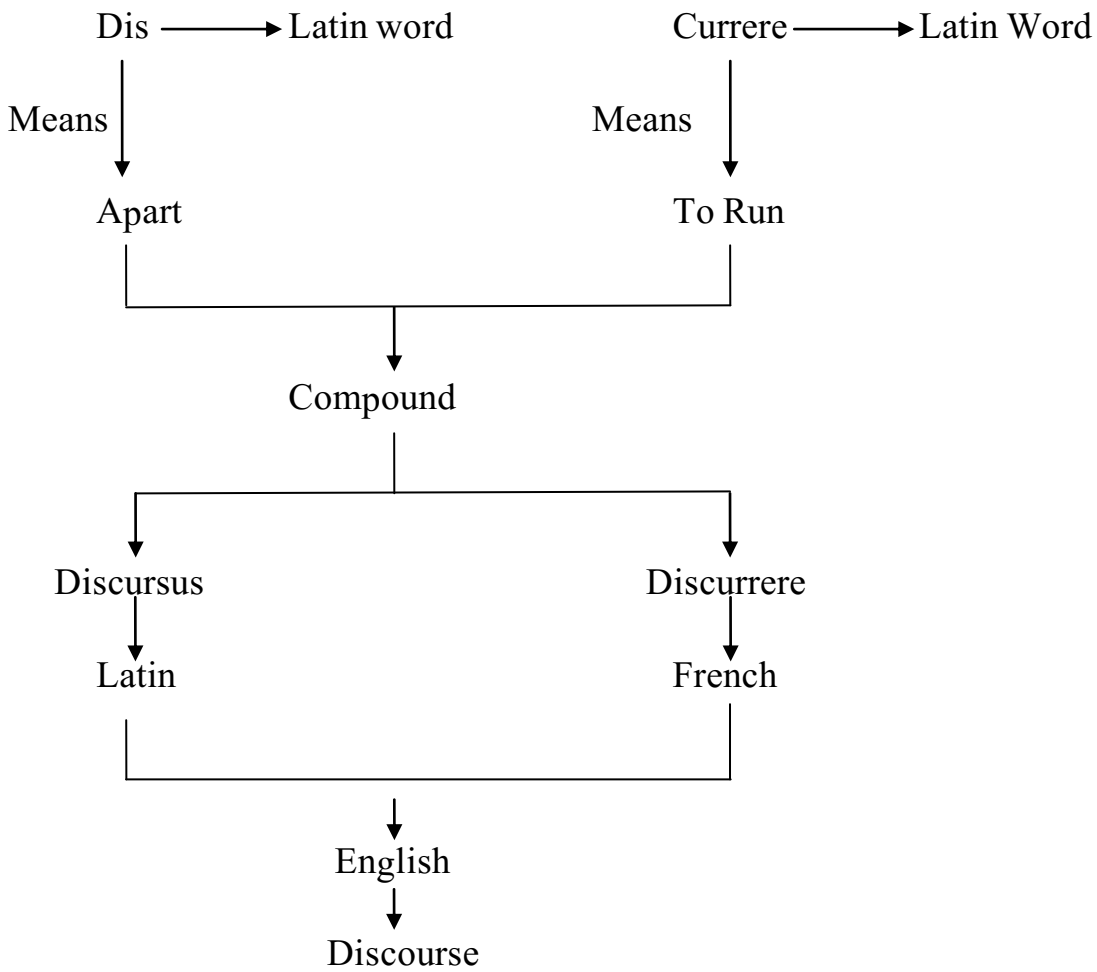 Dis Latin word Currere Latin Word
Means Means
Apart To Run
Compound
Discursus Discurrere
Latin French
English
Discourse